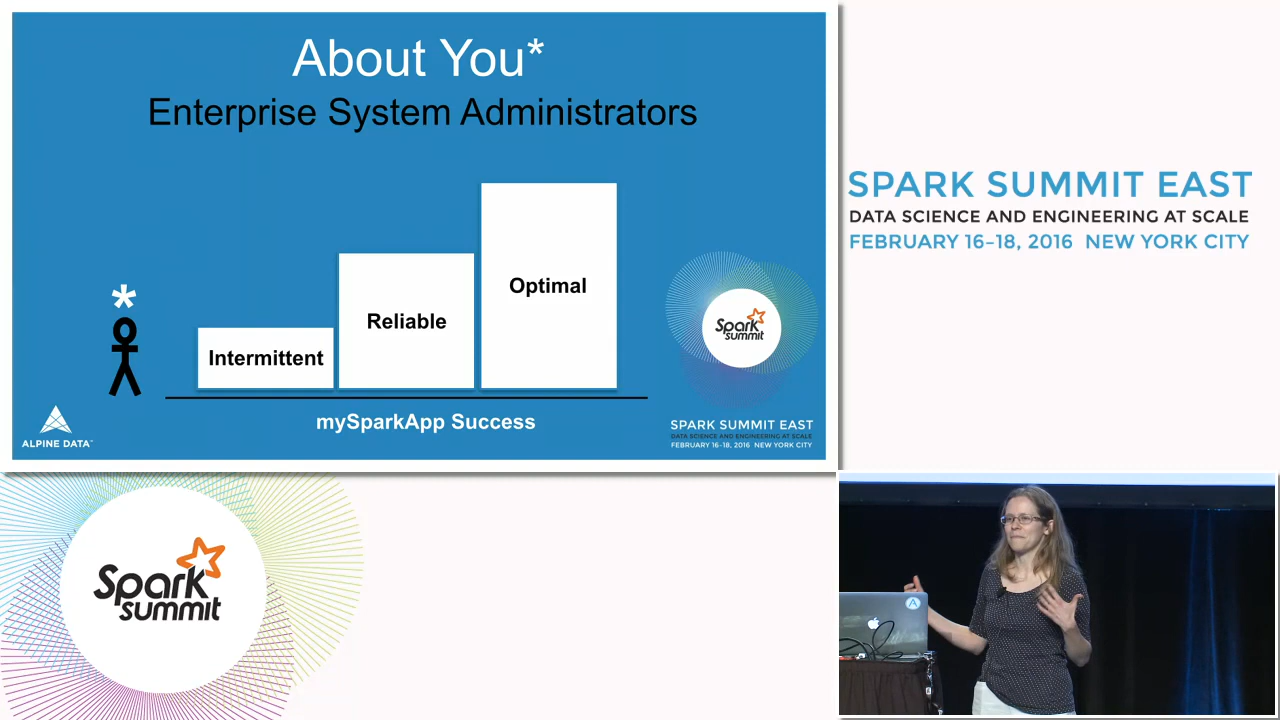 About You*
Enterprise System Administrators
*
Intermittent
Reliable
Optimal
mySparkApp Success
ALPINE DATA
Spark
summit
SPARK SUMMIT EAST
DATA SCIENCE AND ENGINEERING AT SCALE
FEBRUARY 16-18, 2016 NEW YORK CITY
SPARK SUMMIT EAST
DATA SCIENCE AND ENGINEERING AT SCALE
FEBRUARY 16–18, 2016 NEW YORK CITY
Spark
summit